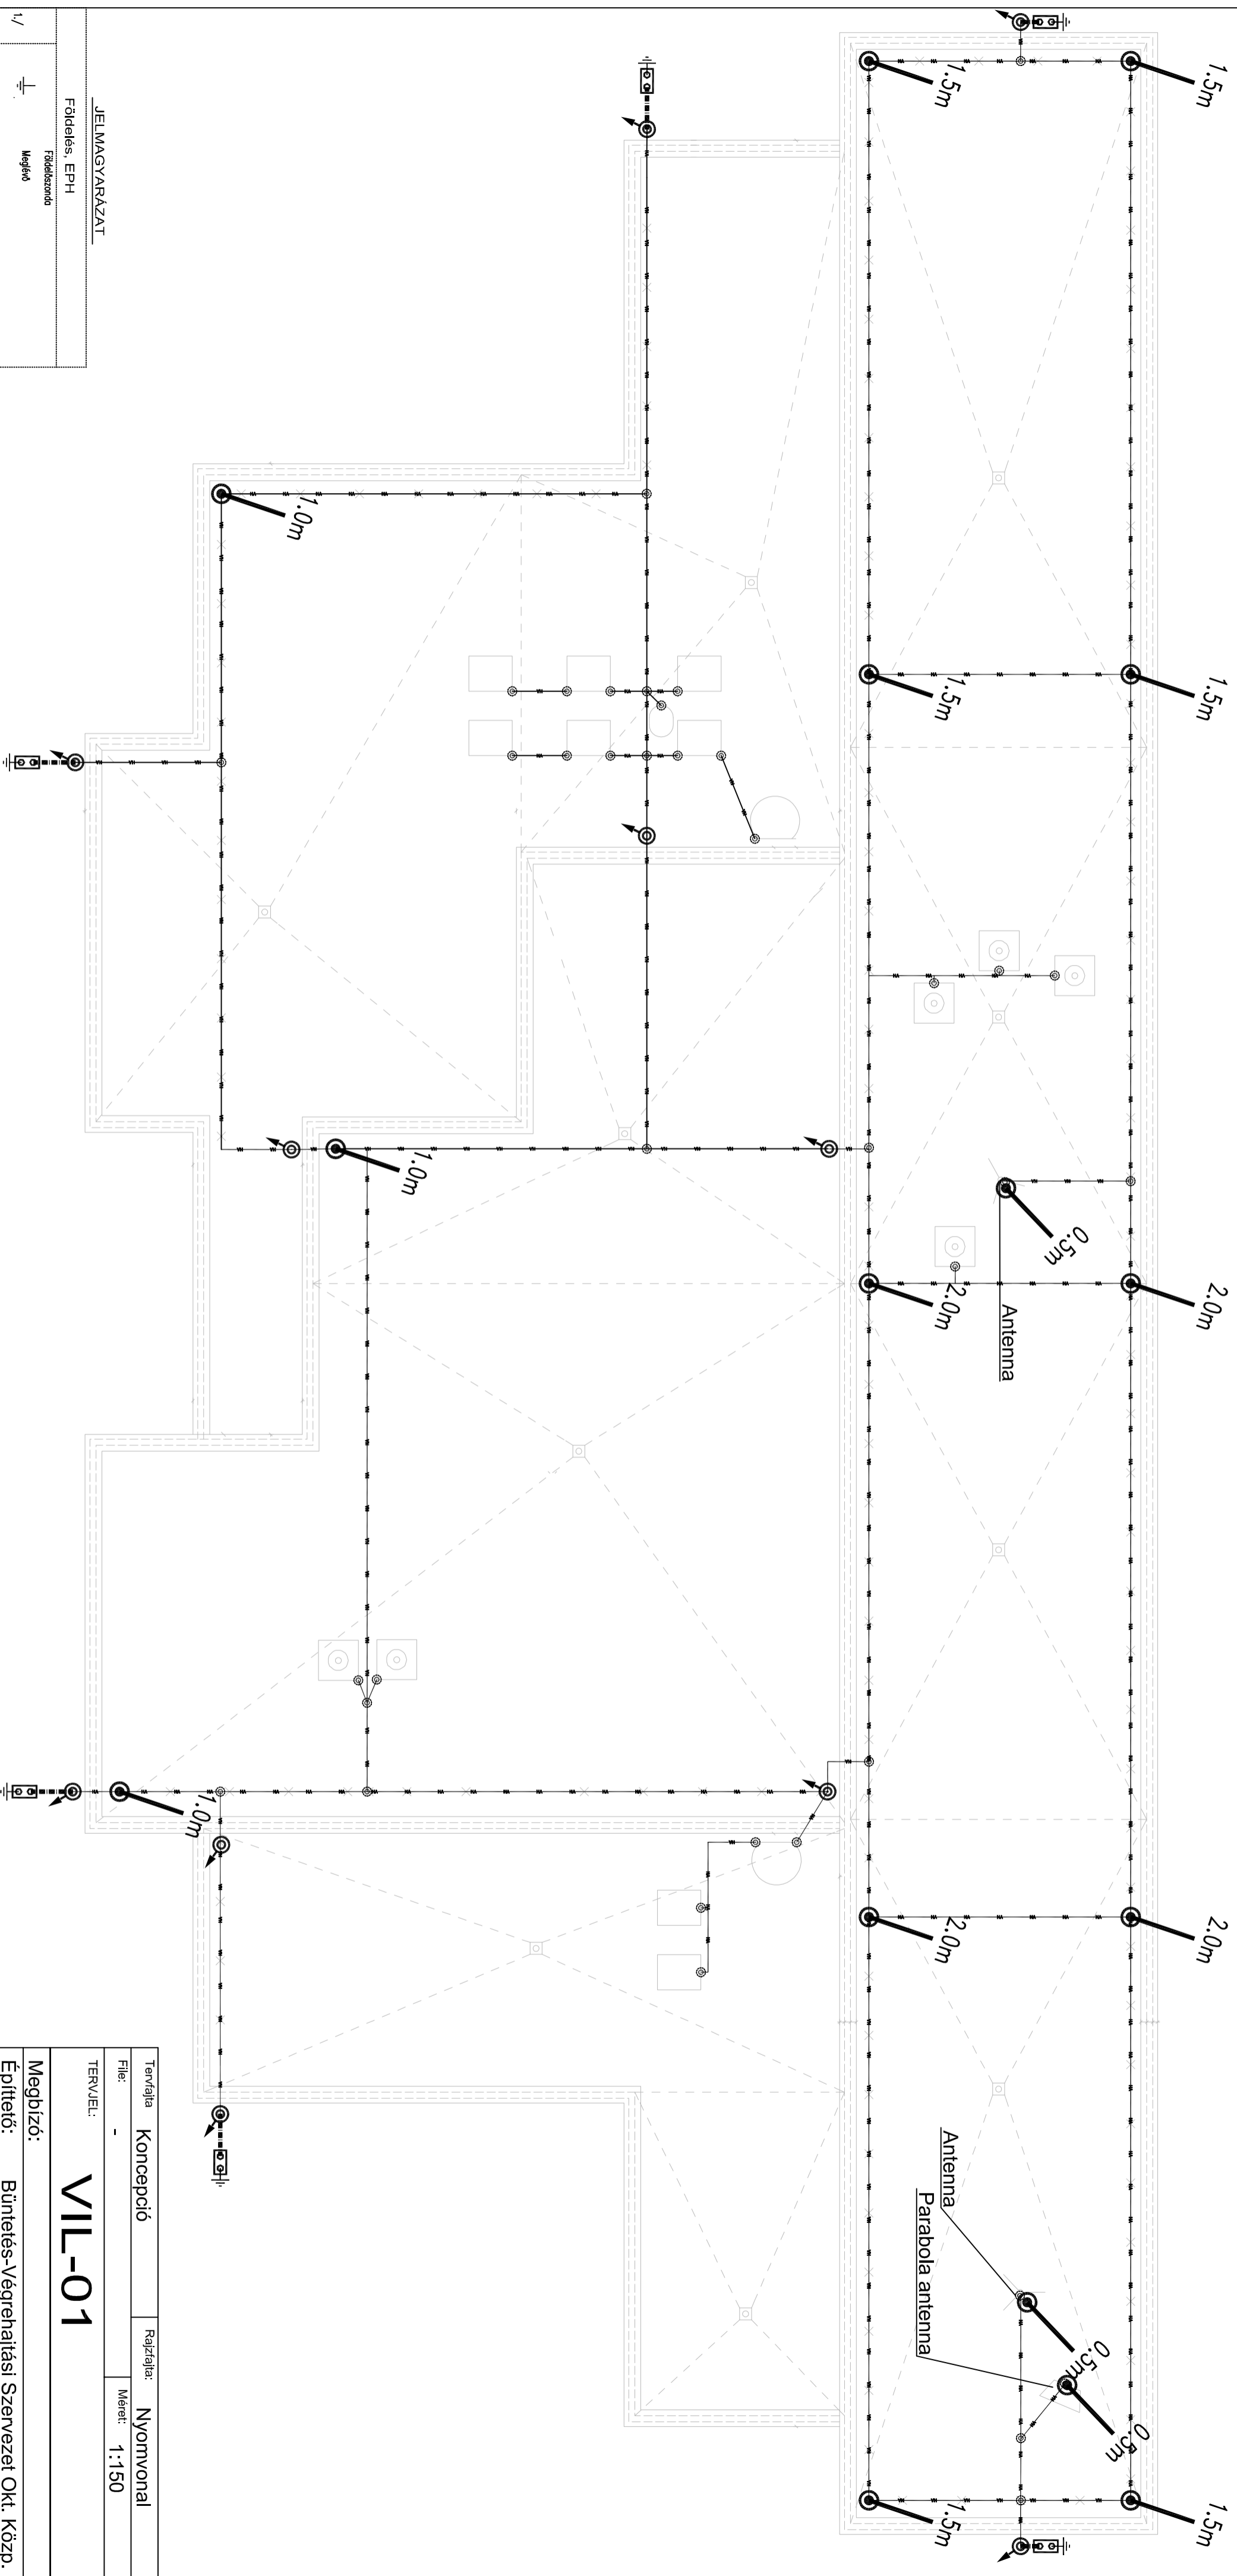 1.5m
1.5m
2.0m
2.0m
1.5m
1.5m
1.5m
0.5m
Antenna
2.0m
2.0m
Antenna
Parabola antenna
0.5m
0.5m
1.5m
1.0m
1.0m
1.0m
JELMAGYARÁZAT
Földelés, EPH
1./
Földelőszonda
Meglévő
Tervfajta Koncepció
Rajzfajta: Nyomvonal
File: -
Méret: 1:150
TERVJEL:
VIL-01
Megbízó:
Építtető: Büntetés-Végrehajtási Szervezet Okt. Közp.